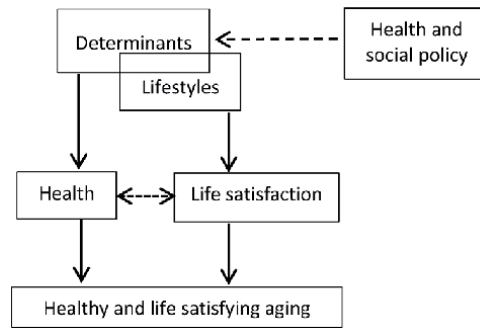 Determinants
Health and
social policy
Lifestyles
Health
Life satisfaction
Healthy and life satisfying aging